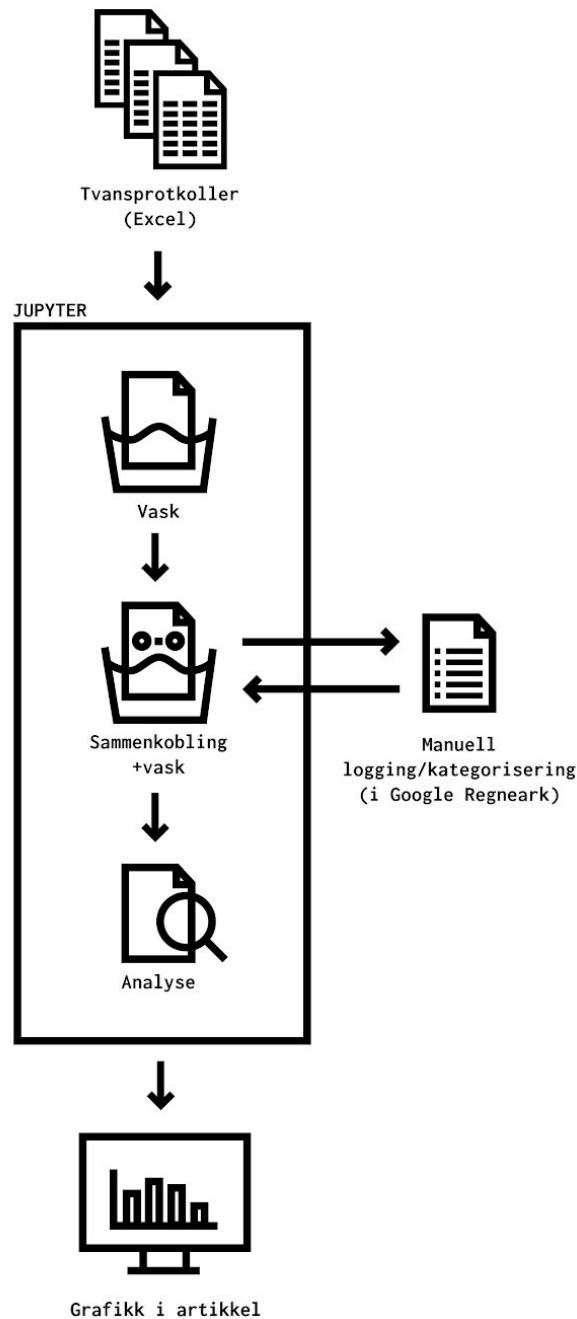 Tvansprotkoller
(Excel)
JUPYTER
Vask
Sammenkobling
+vask
Manuell
logging/kategorisering
(i Google Regneark)
Analyse
Grafikk i artikkel